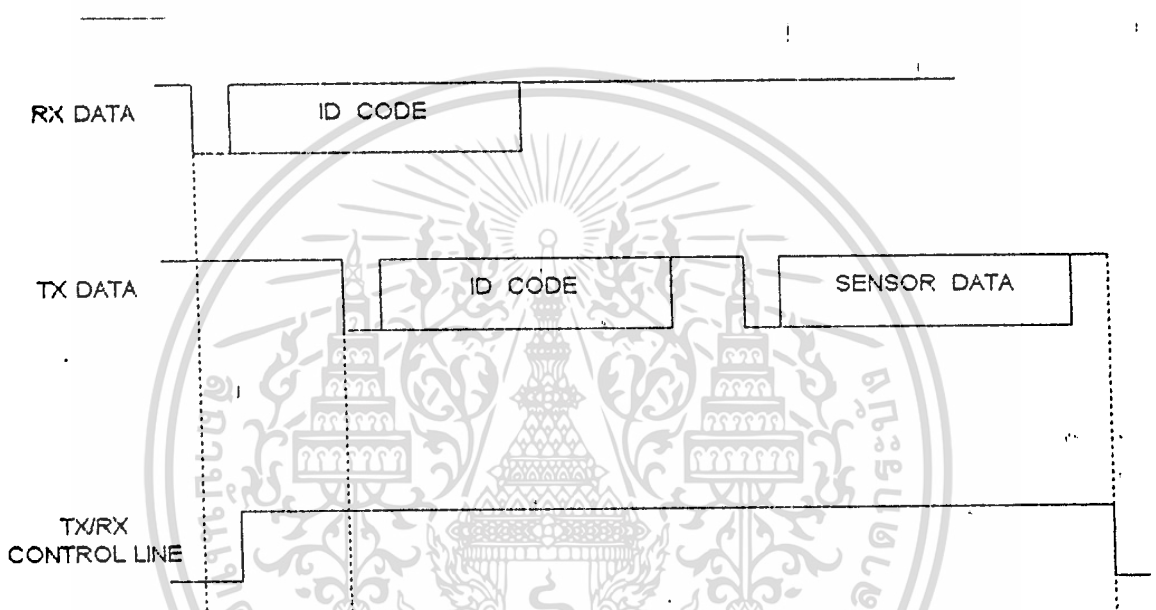 RX DATA
ID CODE
TX DATA
ID CODE
SENSOR DATA
TX/RX
CONTROL LINE